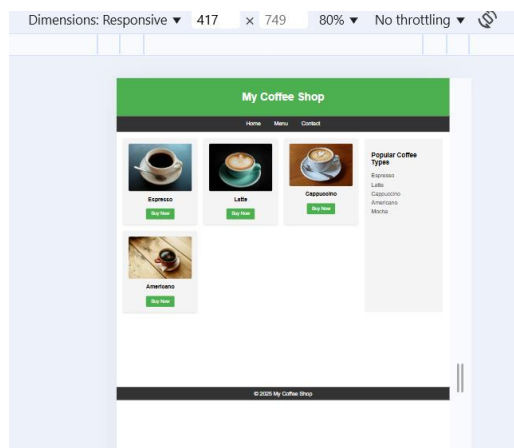 Dimensions: Responsive ▼ 417 × 749 80% ▼ No throttling ▼
My Coffee Shop
Home Menu Contact
Espresso
Buy Now
Latte
Buy Now
Cappuccino
Buy Now
Americano
Buy Now
Popular Coffee
Types
Espresso
Latte
Cappuccino
Americano
Mocha
© 2025 My Coffee Shop